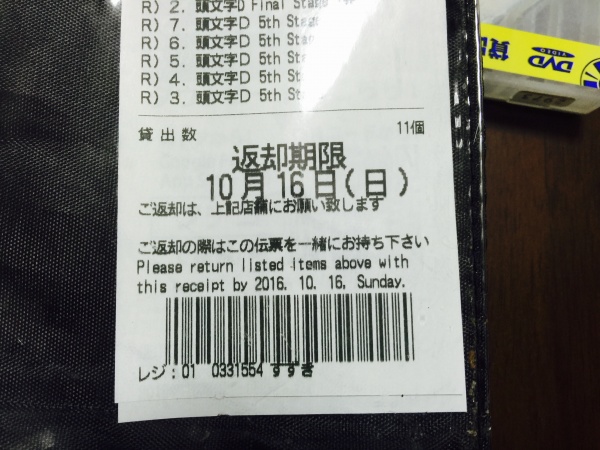 R) 2. 頭文字D Final Stage
R) 7. 頭文字D 5th Stage
R) 6. 頭文字D 5th Sta
R) 5. 頭文字D 5th St
R) 4. 頭文字D 5th St
R) 3. 頭文字D 5th St
貸出数 11個
返却期限
10月16日(日)
ご返却は、上記店舗にお願い致します
ご返却の際はこの伝票を一緒にお持ち下さい
Please return listed items above with
this receipt by 2016. 10. 16, Sunday.
レジ:01 0331554 すずき
DVD
VIDEO